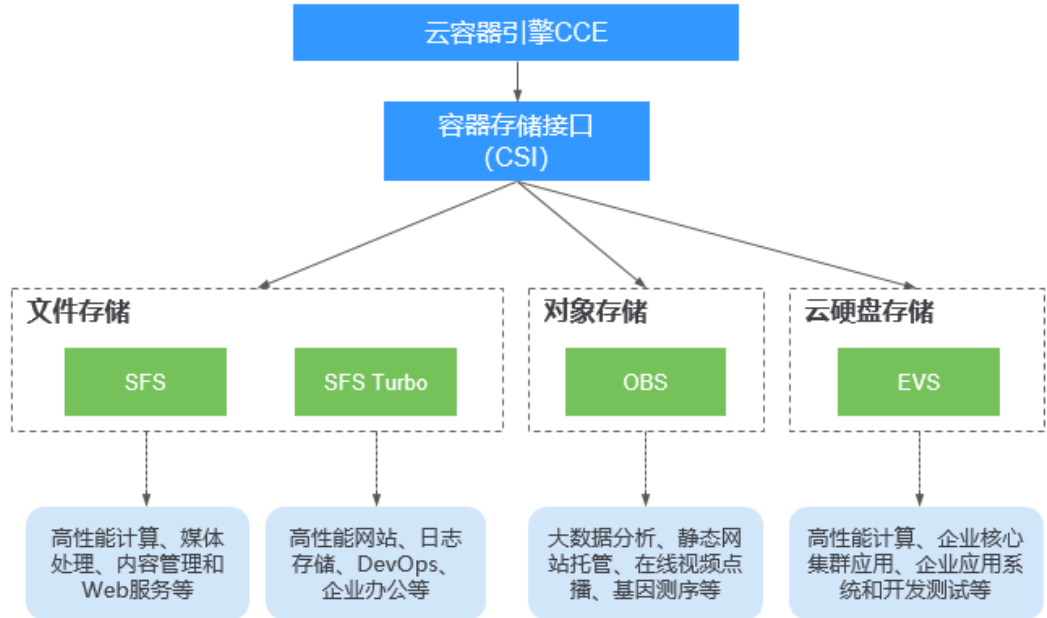 云容器引擎CCE
容器存储接口
(CSI)
文件存储
SFS
SFS Turbo
对象存储
OBS
云硬盘存储
EVS
高性能计算、媒体
处理、内容管理和
Web服务等
高性能网站、日志
存储、DevOps、
企业办公等
大数据分析、静态网
站托管、在线视频点
播、基因测序等
高性能计算、企业核心
集群应用、企业应用系
统和开发测试等